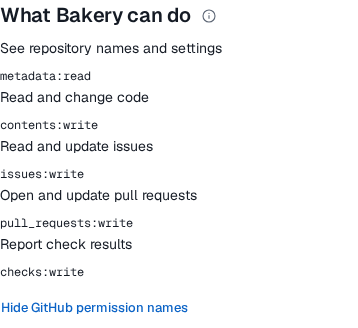 What Bakery can do
See repository names and settings
metadata:read
Read and change code
contents:write
Read and update issues
issues:write
Open and update pull requests
pull_requests:write
Report check results
checks:write
Hide GitHub permission names